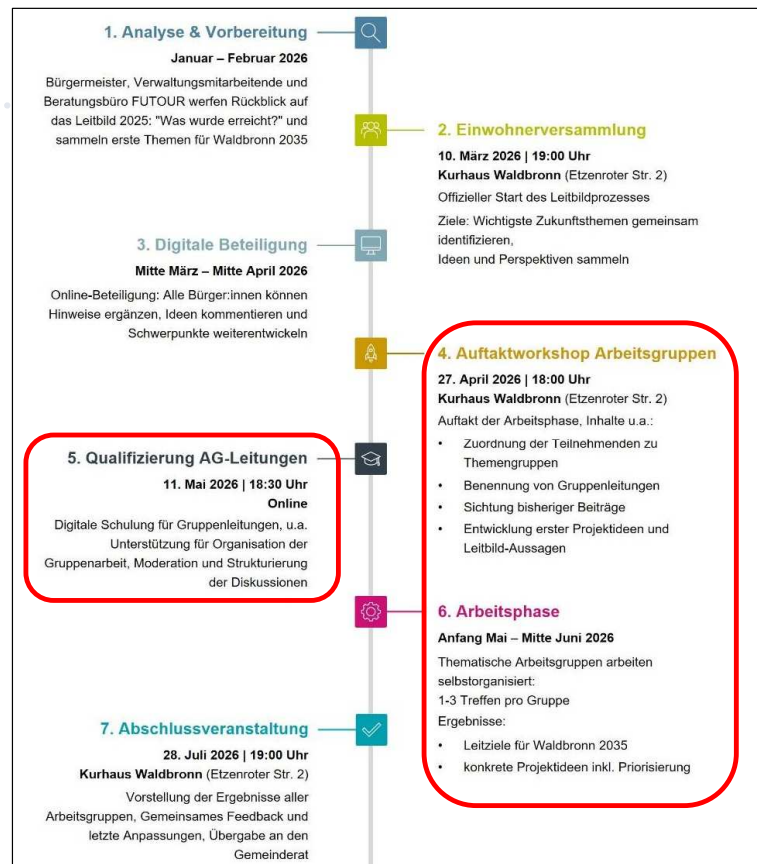 1. Analyse & Vorbereitung
Januar – Februar 2026
Bürgermeister, Verwaltungsmitarbeitende und
Beratungsbüro FUTOUR werfen Rückblick auf
das Leitbild 2025: "Was wurde erreicht?" und
sammeln erste Themen für Waldbronn 2035
2. Einwohnerversammlung
10. März 2026 | 19:00 Uhr
Kurhaus Waldbronn (Etzenroter Str. 2)
Offizieller Start des Leitbildprozesses
Ziele: Wichtigste Zukunftsthemen gemeinsam
identifizieren,
Ideen und Perspektiven sammeln
3. Digitale Beteiligung
Mitte März – Mitte April 2026
Online-Beteiligung: Alle Bürger:innen können
Hinweise ergänzen, Ideen kommentieren und
Schwerpunkte weiterentwickeln
4. Auftaktworkshop Arbeitsgruppen
27. April 2026 | 18:00 Uhr
Kurhaus Waldbronn (Etzenroter Str. 2)
Auftakt der Arbeitsphase, Inhalte u.a.:
• Zuordnung der Teilnehmenden zu
Themengruppen
• Benennung von Gruppenleitungen
• Sichtung bisheriger Beiträge
• Entwicklung erster Projektideen und
Leitbild-Aussagen
5. Qualifizierung AG-Leitungen
11. Mai 2026 | 18:30 Uhr
Online
Digitale Schulung für Gruppenleitungen, u.a.
Unterstützung für Organisation der
Gruppenarbeit, Moderation und Strukturierung
der Diskussionen
6. Arbeitsphase
Anfang Mai – Mitte Juni 2026
Thematische Arbeitsgruppen arbeiten
selbstorganisiert:
1-3 Treffen pro Gruppe
Ergebnisse:
• Leitziele für Waldbronn 2035
• konkrete Projektideen inkl. Priorisierung
7. Abschlussveranstaltung
28. Juli 2026 | 19:00 Uhr
Kurhaus Waldbronn (Etzenroter Str. 2)
Vorstellung der Ergebnisse aller
Arbeitsgruppen, Gemeinsames Feedback und
letzte Anpassungen, Übergabe an den
Gemeinderat